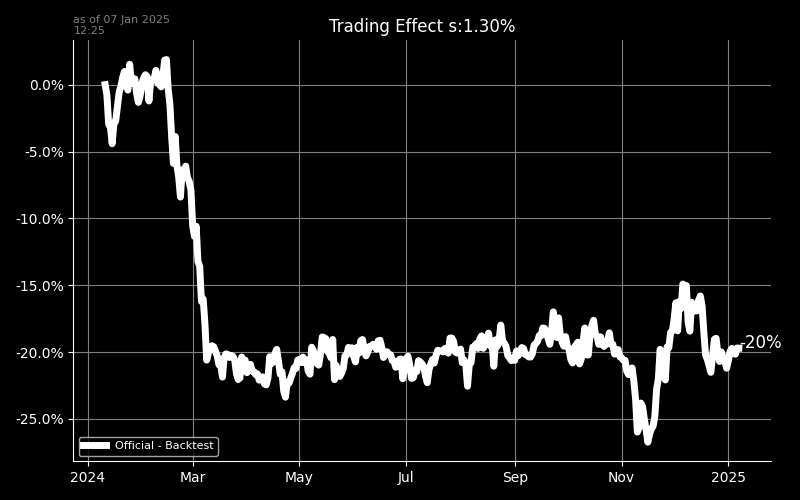 as of 07 Jan 2025
12:25
Trading Effect s:1.30%
0.0%
-5.0%
-10.0%
-15.0%
-20.0%
-25.0%
-20%
Official - Backtest
2024 Mar May Jul Sep Nov 2025